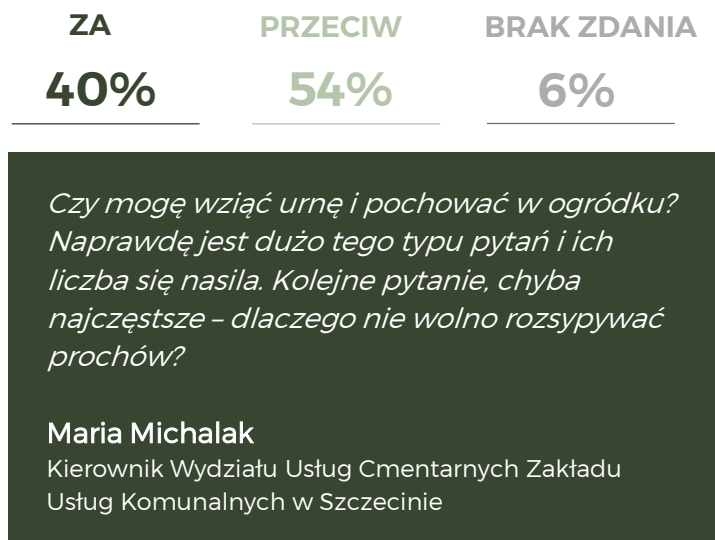 ZA
PRZECIW
BRAK ZDANIA
40%
54%
6%
Czy mogę wziąć urnę i pochować w ogródku?
Naprawdę jest dużo tego typu pytań i ich
liczba się nasila. Kolejne pytanie, chyba
najczęstsze – dlaczego nie wolno rozsypywać
prochów?
Maria Michalak
Kierownik Wydziału Usług Cmentarnych Zakładu
Usług Komunalnych w Szczecinie